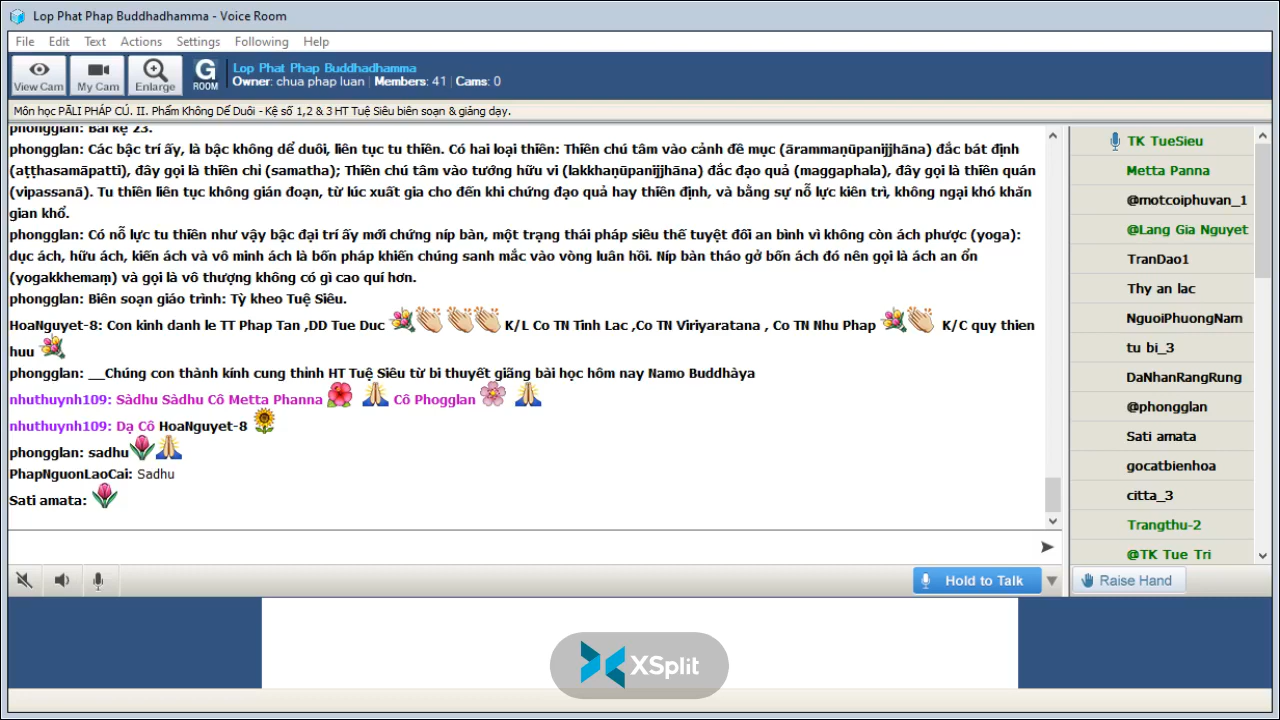 Lop Phat Phap Buddhadhamma - Voice Room
File Edit Text Actions Settings Following Help
View Cam My Cam Enlarge G ROOM
Lop Phat Phap Buddhadhamma
Owner: chua phap luan | Members: 41 | Cams: 0
Môn học PĀLI PHÁP CÚ. II. Phẩm Không Dể Duôi - Kệ số 1,2 & 3 HT Tuệ Siêu biên soạn & giảng dạy.
phongglan: Bài kệ 23.
phongglan: Các bậc trí ấy, là bậc không dể duôi, liên tục tu thiền. Có hai loại thiền: Thiền chú tâm vào cảnh đề mục (ārammaṇūpanijjhāna) đắc bát định
(aṭṭhasamāpatti), đây gọi là thiền chỉ (samatha); Thiền chú tâm vào tướng hữu vi (lakkhaṇūpanijjhāna) đắc đạo quả (maggaphala), đây gọi là thiền quán
(vipassanā). Tu thiền liên tục không gián đoạn, từ lúc xuất gia cho đến khi chứng đạo quả hay thiền định, và bằng sự nỗ lực kiên trì, không ngại khó khăn
gian khổ.
phongglan: Có nỗ lực tu thiền như vậy bậc đại trí ấy mới chứng níp bàn, một trạng thái pháp siêu thế tuyệt đối an bình vì không còn ách phược (yoga):
dục ách, hữu ách, kiến ách và vô minh ách là bốn pháp khiến chúng sanh mắc vào vòng luân hồi. Níp bàn tháo gở bốn ách đó nên gọi là ách an ổn
(yogakkhemaṃ) và gọi là vô thượng không có gì cao quí hơn.
phongglan: Biên soạn giáo trình: Tỳ kheo Tuệ Siêu.
HoaNguyet-8: Con kinh danh le TT Phap Tan ,DD Tue Duc K/L Co TN Tinh Lac ,Co TN Viriyaratana , Co TN Nhu Phap K/C quy thien
huu
phongglan: __Chúng con thành kính cung thỉnh HT Tuệ Siêu từ bi thuyết giãng bài học hôm nay Namo Buddhàya
nhuthuynh109: Sàdhu Sàdhu Cô Metta Phanna Cô Phogglan
nhuthuynh109: Dạ Cô HoaNguyet-8
phongglan: sadhu
PhapNguonLaoCai: Sadhu
Sati amata:
Hold to Talk
TK TueSieu
Metta Panna
@motcoiphuvan_1
@Lang Gia Nguyet
TranDao1
Thy an lac
NguoiPhuongNam
tu bi_3
DaNhanRangRung
@phongglan
Sati amata
gocatbienhoa
citta_3
Trangthu-2
@TK Tue Tri
Raise Hand
XSplit